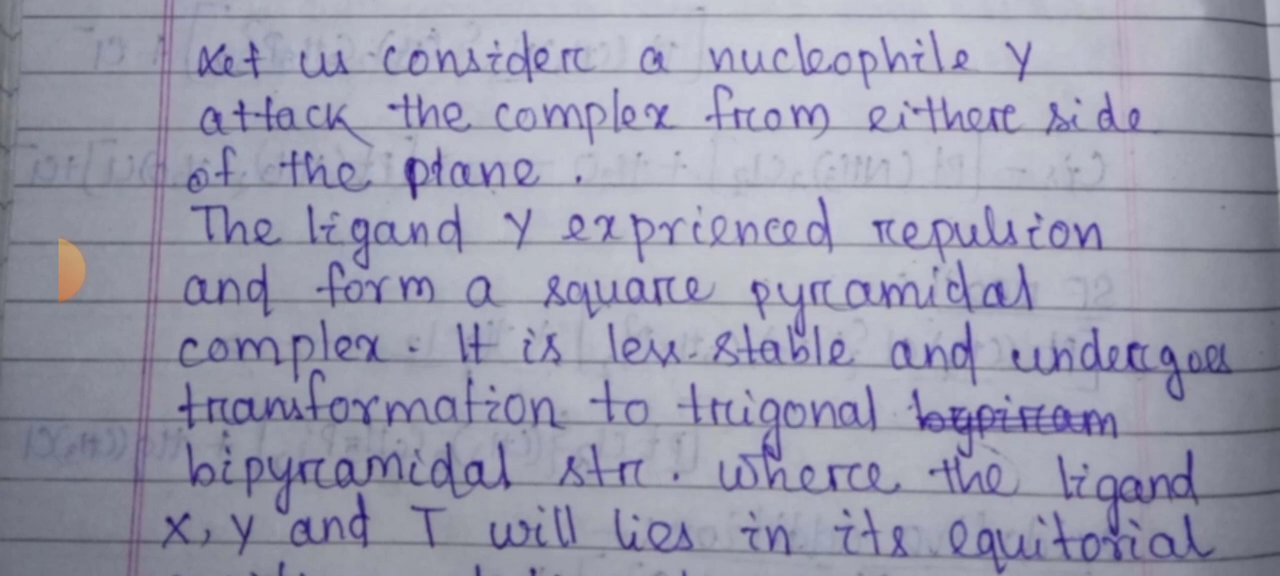 Let us consider a nucleophile Y
attack the complex from either side
of the plane.
The ligand Y exprienced repulsion
and form a square pyramidal
complex. It is less stable and undergoes
transformation to trigonal bypiram
bipyramidal str. where the ligand
X, Y and T will lies in its equitorial